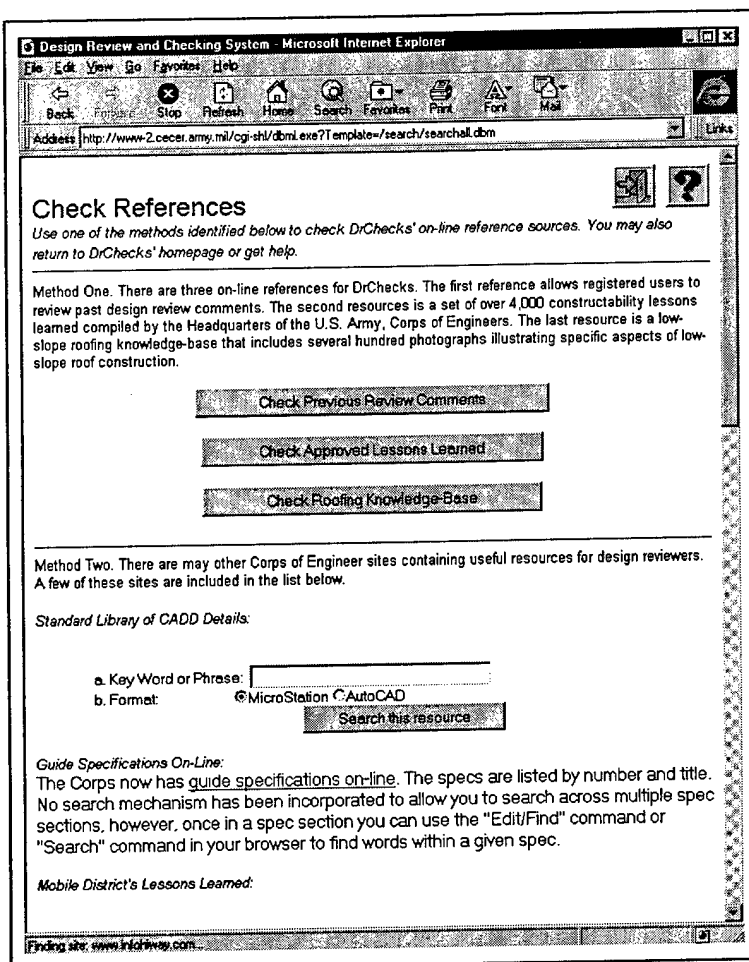 Design Review and Checking System - Microsoft Internet Explorer
File Edit View Go Favorites Help
Back Forward Stop Refresh Home Search Favorites Print Font Mail
Address http://www-2.cecer.army.mil/cgi-shl/dbml.exe?Template=/search/searchall.dbm Links
Check References
Use one of the methods identified below to check DrChecks' on-line reference sources. You may also
return to DrChecks' homepage or get help.
Method One. There are three on-line references for DrChecks. The first reference allows registered users to
review past design review comments. The second resources is a set of over 4,000 constructability lessons
learned compiled by the Headquarters of the U.S. Army, Corps of Engineers. The last resource is a low-
slope roofing knowledge-base that includes several hundred photographs illustrating specific aspects of low-
slope roof construction.
Check Previous Review Comments
Check Approved Lessons Learned
Check Roofing Knowledge-Base
Method Two. There are may other Corps of Engineer sites containing useful resources for design reviewers.
A few of these sites are included in the list below.
Standard Library of CADD Details:
a. Key Word or Phrase:
b. Format: MicroStation AutoCAD
Search this resource
Guide Specifications On-Line:
The Corps now has guide specifications on-line. The specs are listed by number and title.
No search mechanism has been incorporated to allow you to search across multiple spec
sections, however, once in a spec section you can use the "Edit/Find" command or
"Search" command in your browser to find words within a given spec.
Mobile District's Lessons Learned:
Finding site: www.infohiway.com...